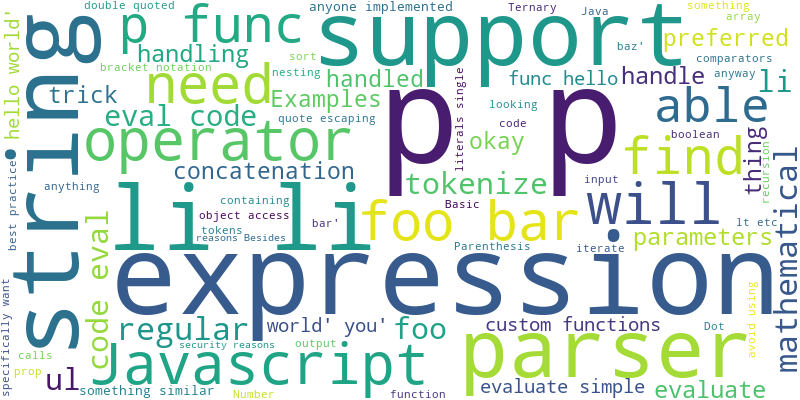 double quoted
anyone implemented
Ternary
Java
something
array
p func
support
baz'
preferred
handling
sort
comparators
hello world'
string
bracket notation
nesting
handled
func hello
handle
anyway
li
need
trick
Examples
p p
literals single
looking
able
eval code
quote escaping
code
operator
okay
boolean
find
thing
concatenation
tokenize
input
recursion
best practice
anything
li li
containing
object access
tokens
reasons Besides
bar'
foo bar
Basic
will
lt etc
mathematical
code eval
Parenthesis
iterate
parameters
expression
specifically want
regular
world' you'
foo
custom functions
Dot
avoid using
parser
security reasons
output
calls
prop
ul
Javascript
something similar
Number
function
evaluate simple
evaluate